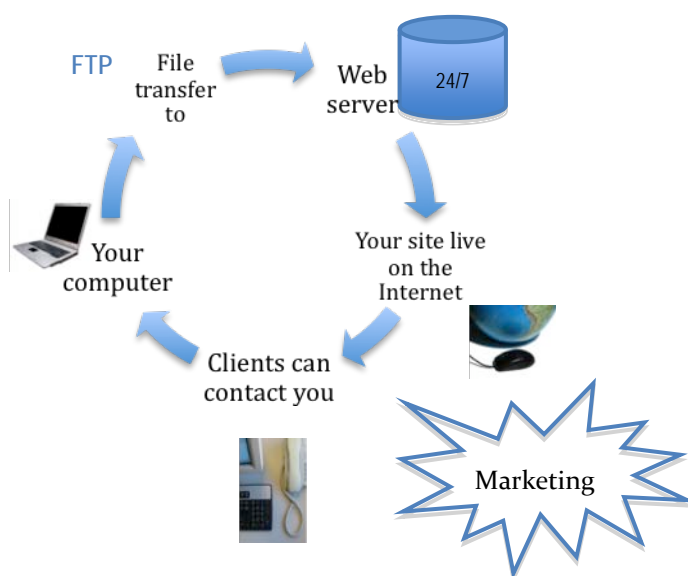 FTP
File
transfer
to
Web
server
24/7
Your site live
on the
Internet
Clients can
contact you
Your
computer
Marketing